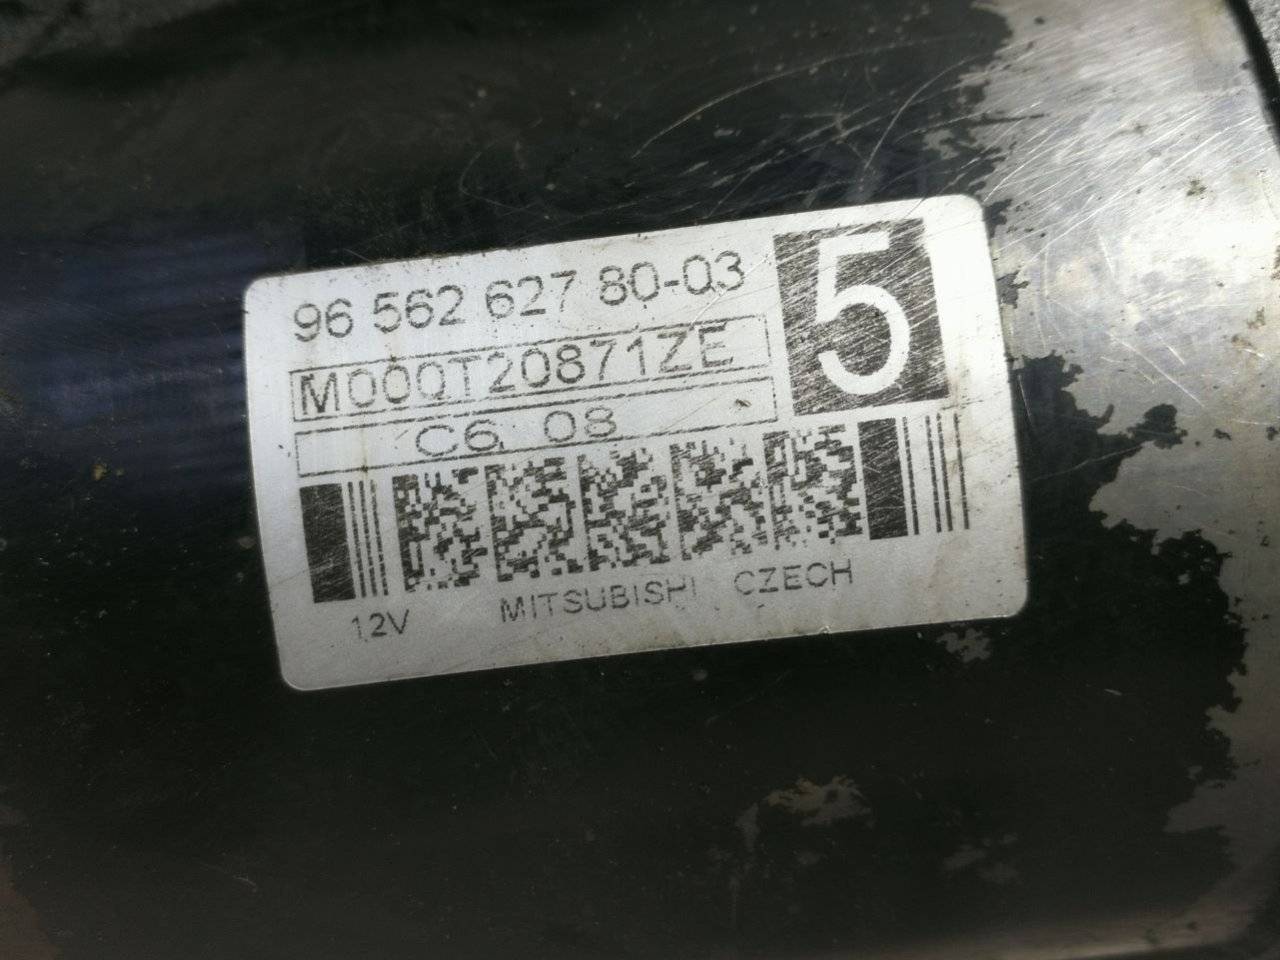 96 562 627 80-03
5
M000T20871ZE
C6. 08
12V MITSUBISHI CZECH